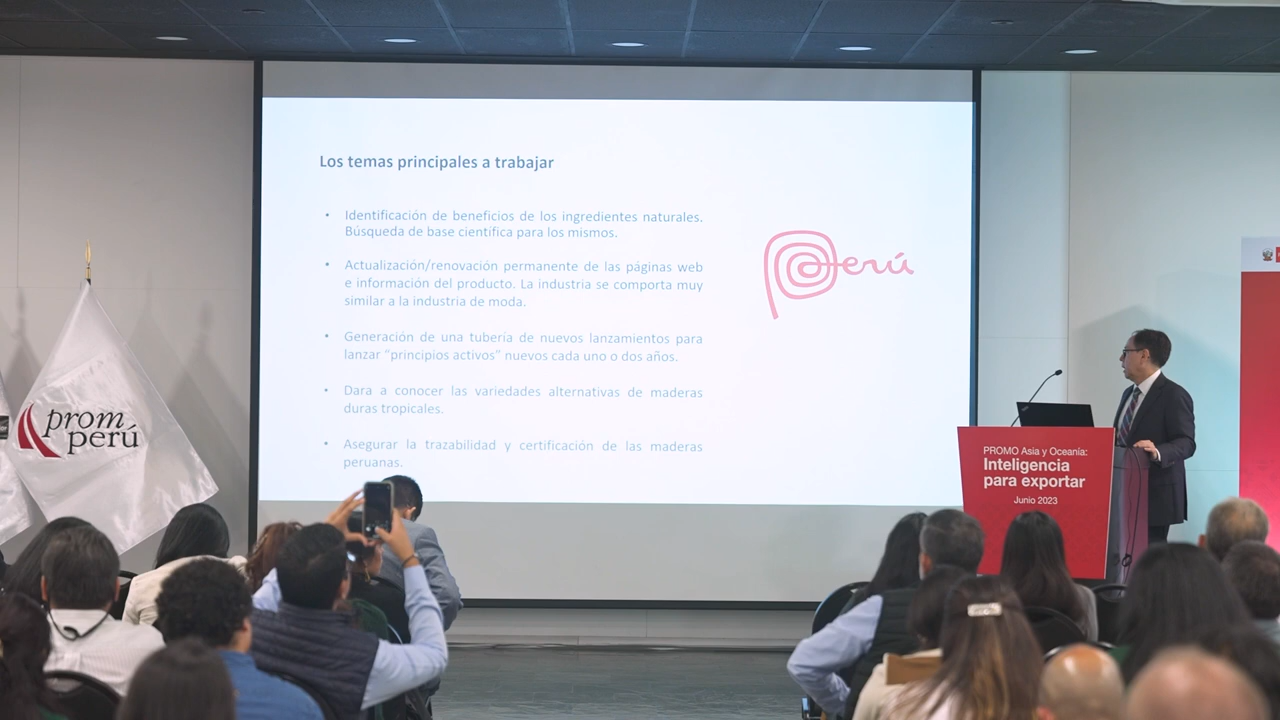 Los temas principales a trabajar
• Identificación de beneficios de los ingredientes naturales.
Búsqueda de base científica para los mismos.
• Actualización/renovación permanente de las páginas web
e información del producto. La industria se comporta muy
similar a la industria de moda.
• Generación de una tubería de nuevos lanzamientos para
lanzar “principios activos” nuevos cada uno o dos años.
• Dara a conocer las variedades alternativas de maderas
duras tropicales.
• Asegurar la trazabilidad y certificación de las maderas
peruanas.
Perú
prom
perú
PROMO Asia y Oceanía:
Inteligencia
para exportar
Junio 2023